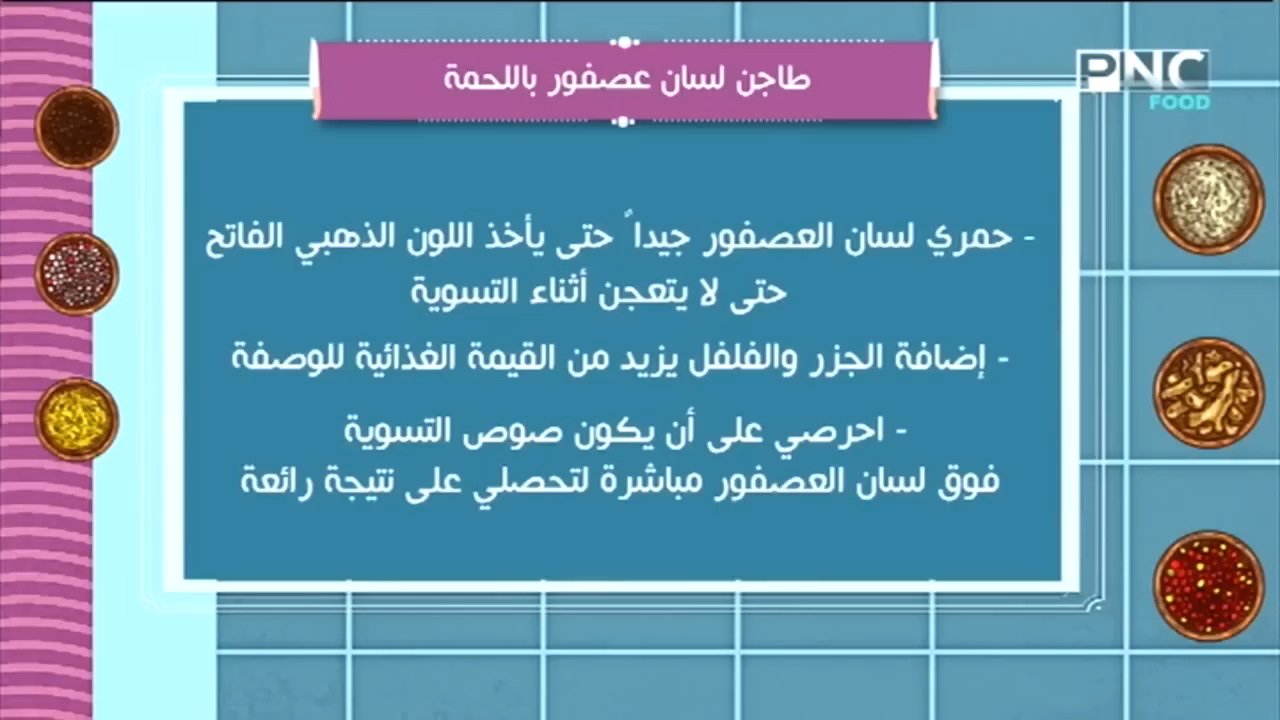 طاجن لسان عصفور باللحمة
PNC
FOOD
- حمري لسان العصفور جيداً حتى يأخذ اللون الذهبي الفاتح
حتى لا يتعجن أثناء التسوية
- إضافة الجزر والفلفل يزيد من القيمة الغذائية للوصفة
- احرصي على أن يكون صوص التسوية
فوق لسان العصفور مباشرة لتحصلي على نتيجة رائعة